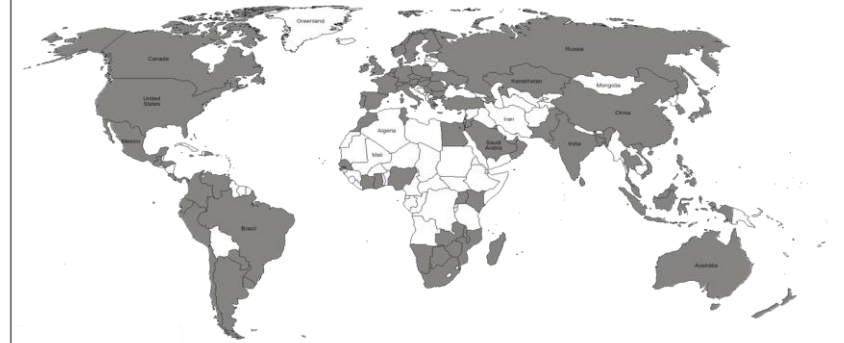 Greenland
Canada
Russia
United
States
Kazakhstan
Mongolia
China
Mexico
Algeria
Iran
Mali
Saudi
Arabia
India
Brazil
Australia